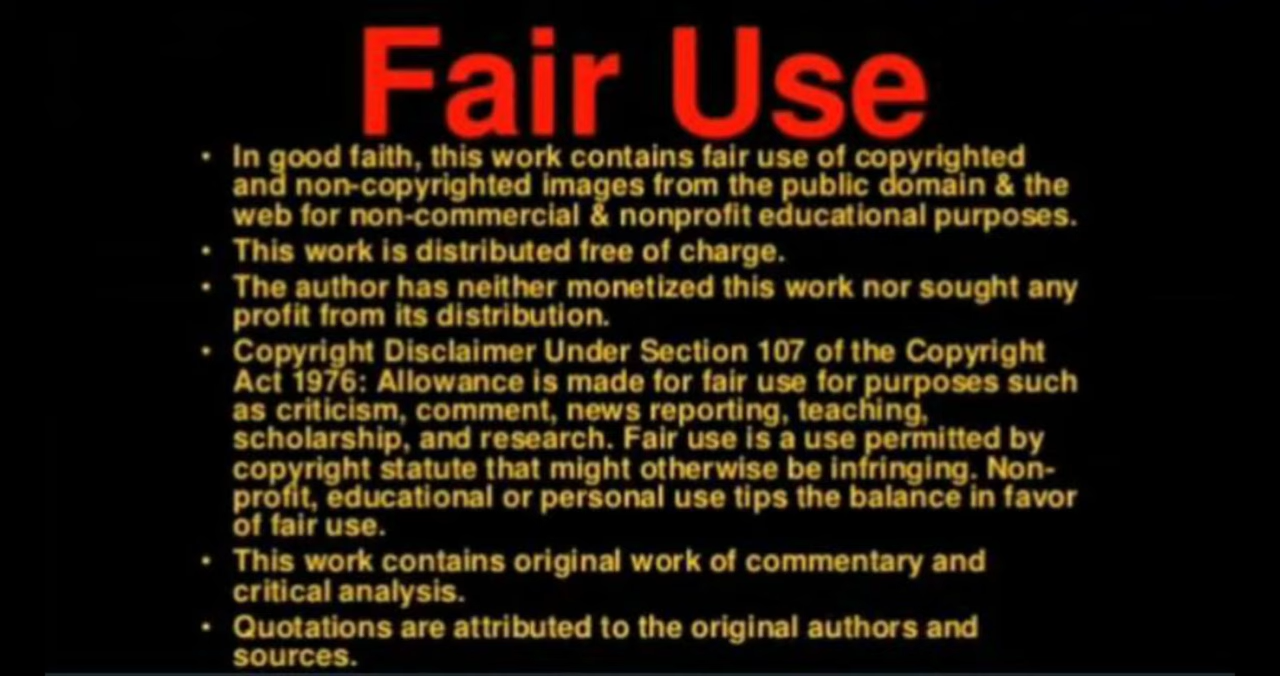 Fair Use
• In good faith, this work contains fair use of copyrighted
and non-copyrighted images from the public domain & the
web for non-commercial & nonprofit educational purposes.
• This work is distributed free of charge.
• The author has neither monetized this work nor sought any
profit from its distribution.
• Copyright Disclaimer Under Section 107 of the Copyright
Act 1976: Allowance is made for fair use for purposes such
as criticism, comment, news reporting, teaching,
scholarship, and research. Fair use is a use permitted by
copyright statute that might otherwise be infringing. Non-
profit, educational or personal use tips the balance in favor
of fair use.
• This work contains original work of commentary and
critical analysis.
• Quotations are attributed to the original authors and
sources.